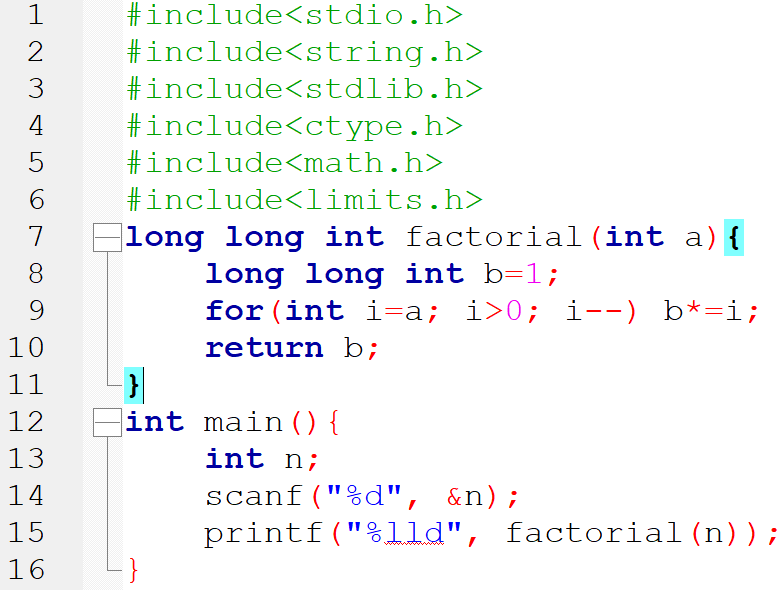 1 #include<stdio.h>
2 #include<string.h>
3 #include<stdlib.h>
4 #include<ctype.h>
5 #include<math.h>
6 #include<limits.h>
7 long long int factorial(int a){
8 long long int b=1;
9 for(int i=a; i>0; i--) b*=i;
10 return b;
11 }
12 int main(){
13 int n;
14 scanf("%d", &n);
15 printf("%lld", factorial(n));
16 }